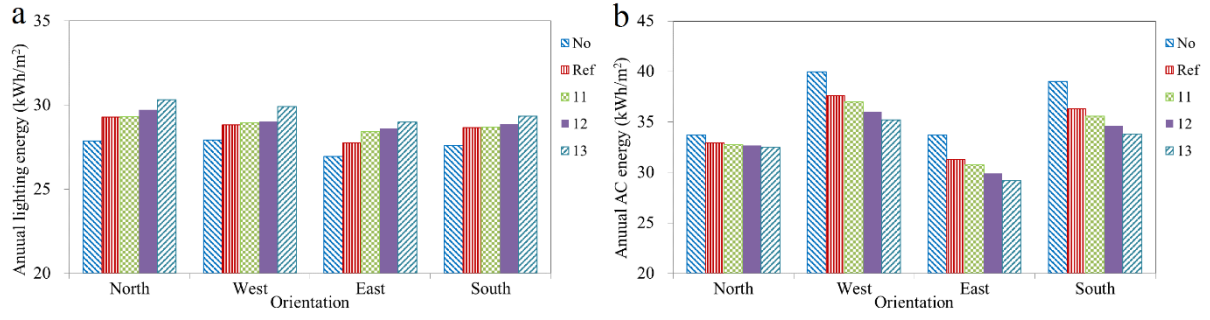 a
Anuual lighting energy (kWh/m²)
35
30
25
20
North West East South
Orientation
No
Ref
11
12
13
b
Anuual AC energy (kWh/m²)
45
40
35
30
25
20
North West East South
Orientation
No
Ref
11
12
13